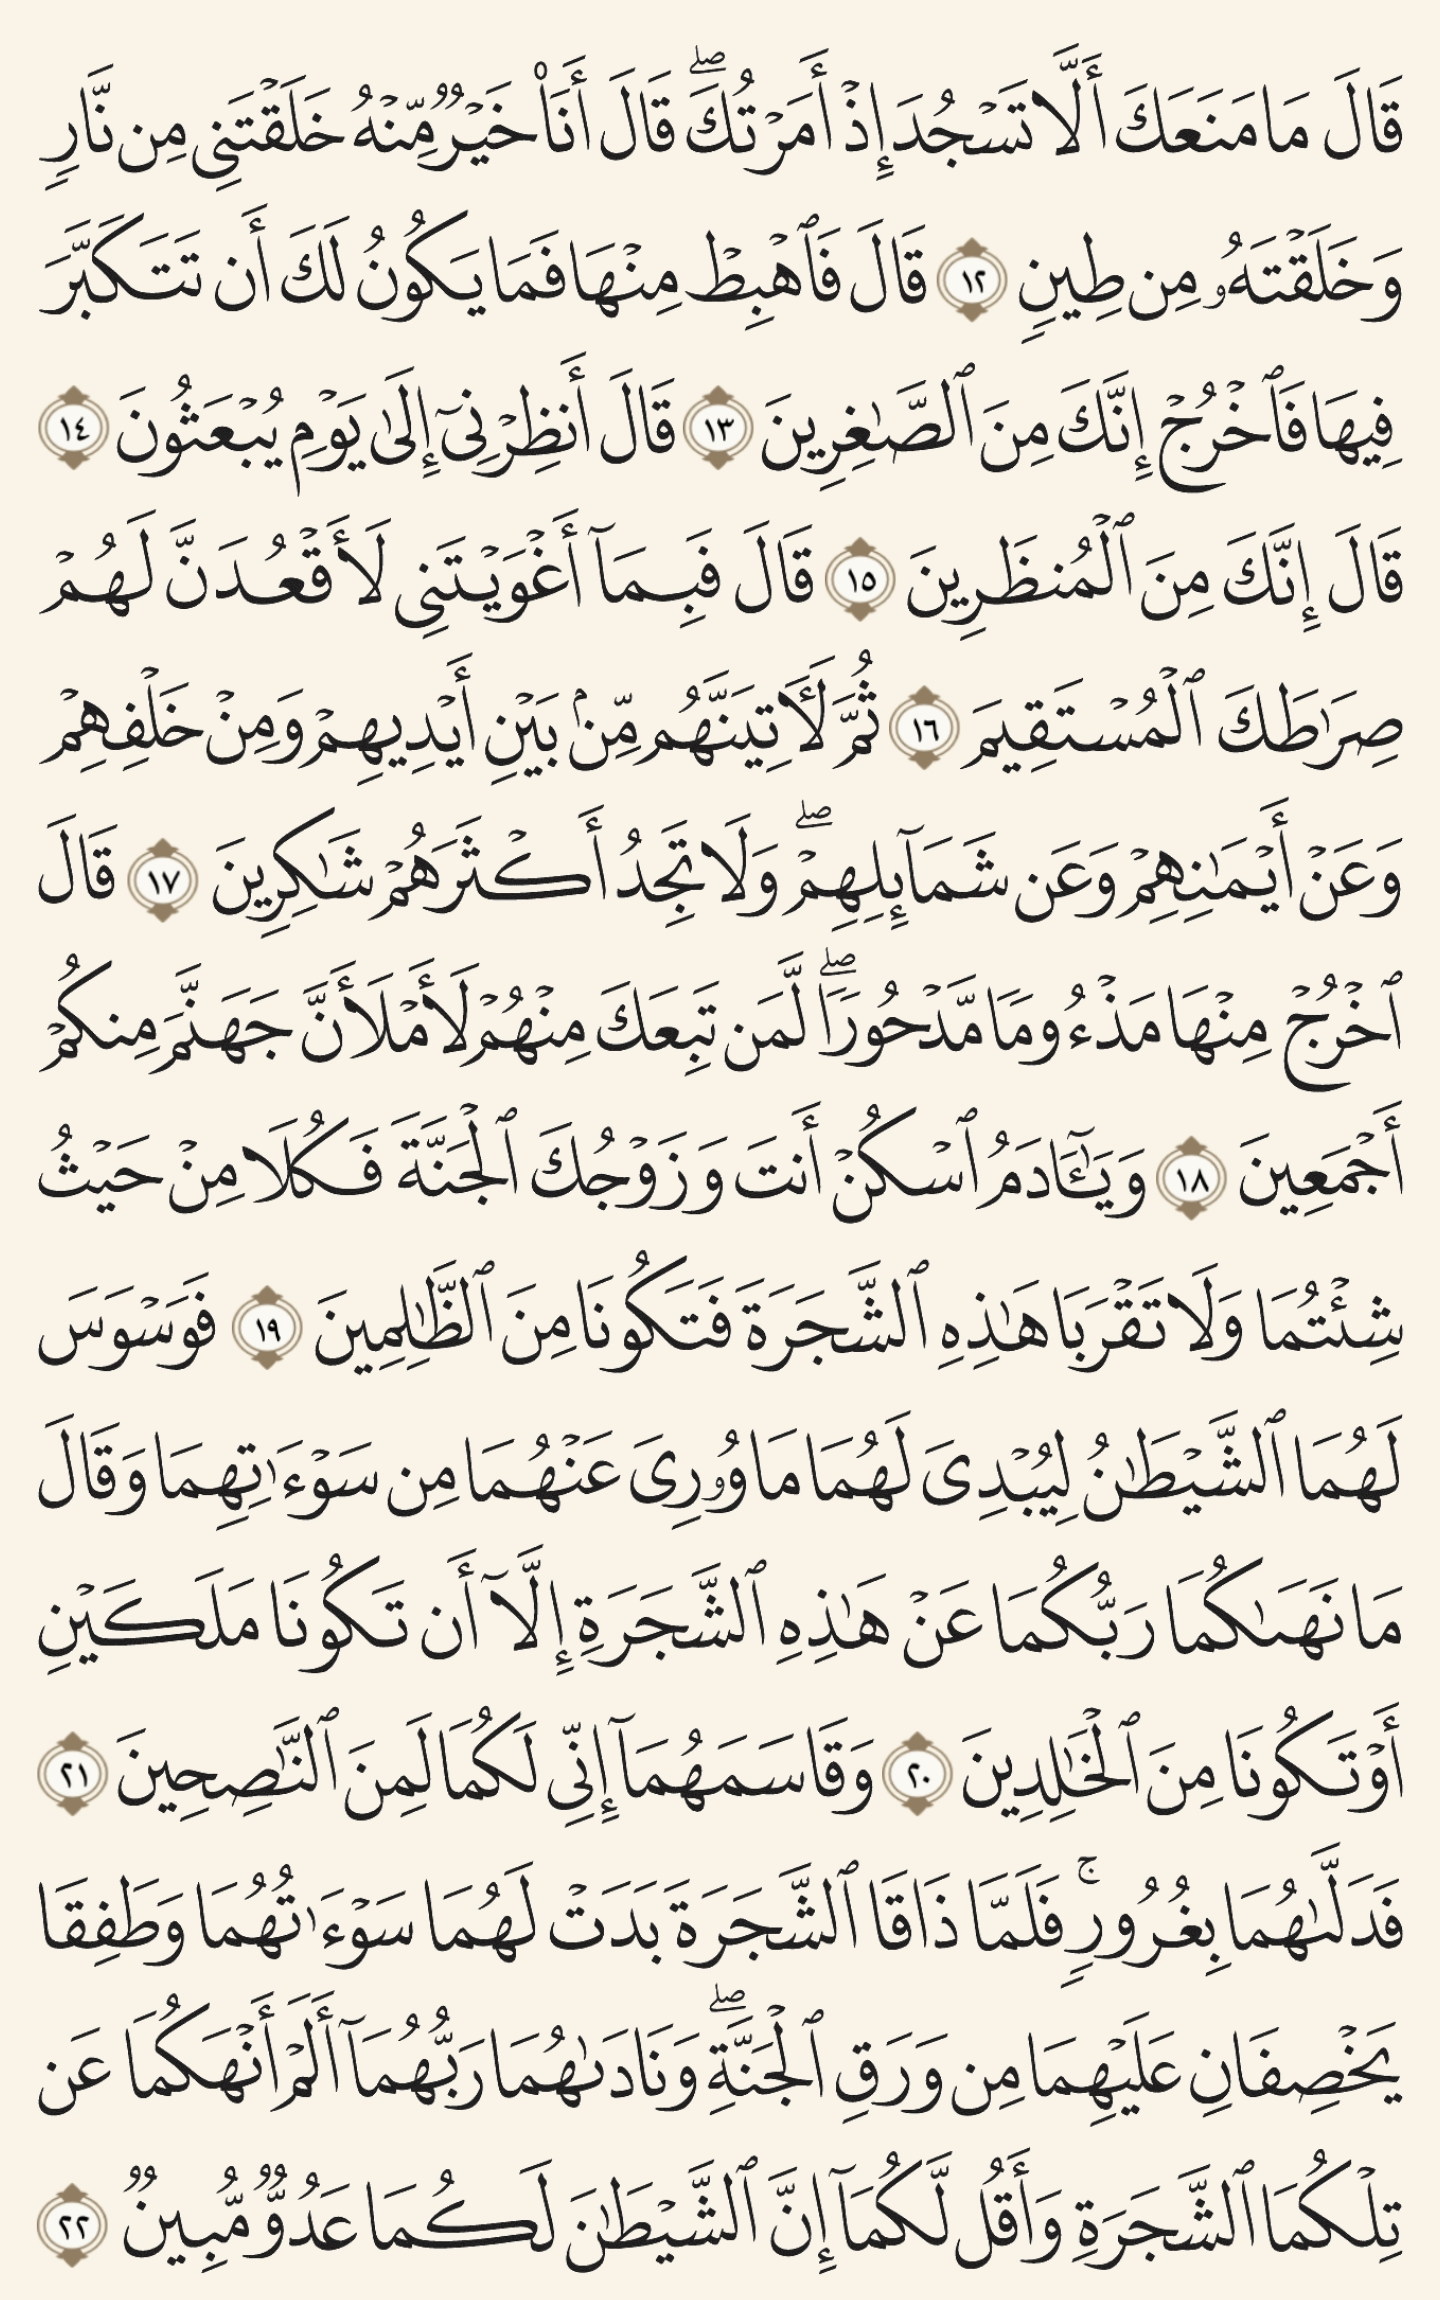 قَالَ مَا مَنَعَكَ أَلَّا تَسْجُدَ إِذْ أَمَرْتُكَ ۖ قَالَ أَنَا۠ خَيْرٌ مِّنْهُ خَلَقْتَنِى مِن نَّارٍ
وَخَلَقْتَهُۥ مِن طِينٍ ١٢ قَالَ فَٱهْبِطْ مِنْهَا فَمَا يَكُونُ لَكَ أَن تَتَكَبَّرَ
فِيهَا فَٱخْرُجْ إِنَّكَ مِنَ ٱلصَّٰغِرِينَ ١٣ قَالَ أَنظِرْنِىٓ إِلَىٰ يَوْمِ يُبْعَثُونَ ١٤
قَالَ إِنَّكَ مِنَ ٱلْمُنظَرِينَ ١٥ قَالَ فَبِمَآ أَغْوَيْتَنِى لَأَقْعُدَنَّ لَهُمْ
صِرَٰطَكَ ٱلْمُسْتَقِيمَ ١٦ ثُمَّ لَـَٔاتِيَنَّهُم مِّنۢ بَيْنِ أَيْدِيهِمْ وَمِنْ خَلْفِهِمْ
وَعَنْ أَيْمَٰنِهِمْ وَعَن شَمَآئِلِهِمْ ۖ وَلَا تَجِدُ أَكْثَرَهُمْ شَٰكِرِينَ ١٧ قَالَ
ٱخْرُجْ مِنْهَا مَذْءُومًا مَّدْحُورًا ۖ لَّمَن تَبِعَكَ مِنْهُمْ لَأَمْلَأَنَّ جَهَنَّمَ مِنكُمْ
أَجْمَعِينَ ١٨ وَيَٰٓـَٔادَمُ ٱسْكُنْ أَنتَ وَزَوْجُكَ ٱلْجَنَّةَ فَكُلَا مِنْ حَيْثُ
شِئْتُمَا وَلَا تَقْرَبَا هَٰذِهِ ٱلشَّجَرَةَ فَتَكُونَا مِنَ ٱلظَّٰلِمِينَ ١٩ فَوَسْوَسَ
لَهُمَا ٱلشَّيْطَٰنُ لِيُبْدِىَ لَهُمَا مَا وُۥرِىَ عَنْهُمَا مِن سَوْءَٰتِهِمَا وَقَالَ
مَا نَهَىٰكُمَا رَبُّكُمَا عَنْ هَٰذِهِ ٱلشَّجَرَةِ إِلَّآ أَن تَكُونَا مَلَكَيْنِ
أَوْ تَكُونَا مِنَ ٱلْخَٰلِدِينَ ٢٠ وَقَاسَمَهُمَآ إِنِّى لَكُمَا لَمِنَ ٱلنَّٰصِحِينَ ٢١
فَدَلَّىٰهُمَا بِغُرُورٍ ۚ فَلَمَّا ذَاقَا ٱلشَّجَرَةَ بَدَتْ لَهُمَا سَوْءَٰتُهُمَا وَطَفِقَا
يَخْصِفَانِ عَلَيْهِمَا مِن وَرَقِ ٱلْجَنَّةِ ۖ وَنَادَىٰهُمَا رَبُّهُمَآ أَلَمْ أَنْهَكُمَا عَن
تِلْكُمَا ٱلشَّجَرَةِ وَأَقُل لَّكُمَآ إِنَّ ٱلشَّيْطَٰنَ لَكُمَا عَدُوٌّ مُّبِينٌ ٢٢